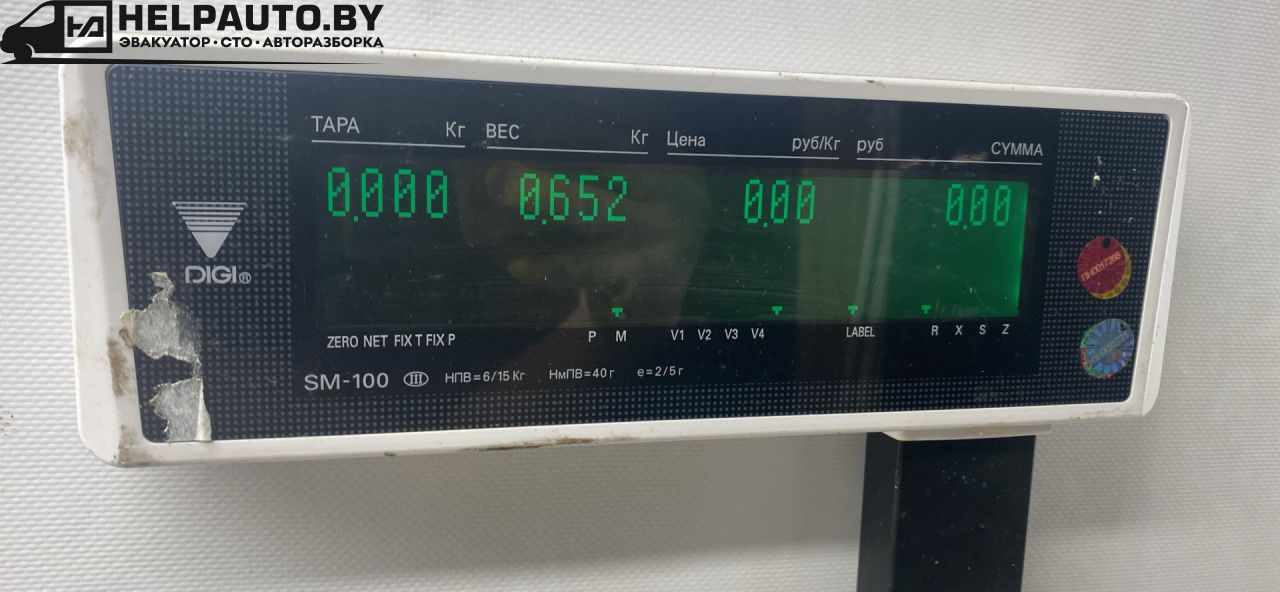 HELPAUTO.BY
ЭВАКУАТОР·СТО·АВТОРАЗБОРКА
ТАРА Кг ВЕС Кг Цена руб/Кг руб СУММА
0.000 0.652 0.00 0.00
DIGI®
ПН0017268
ZERO NET FIX T FIX P P M V1 V2 V3 V4 LABEL R X S Z
SM-100 III НПВ=6/15 Кг НмПВ=40 г e=2/5 г